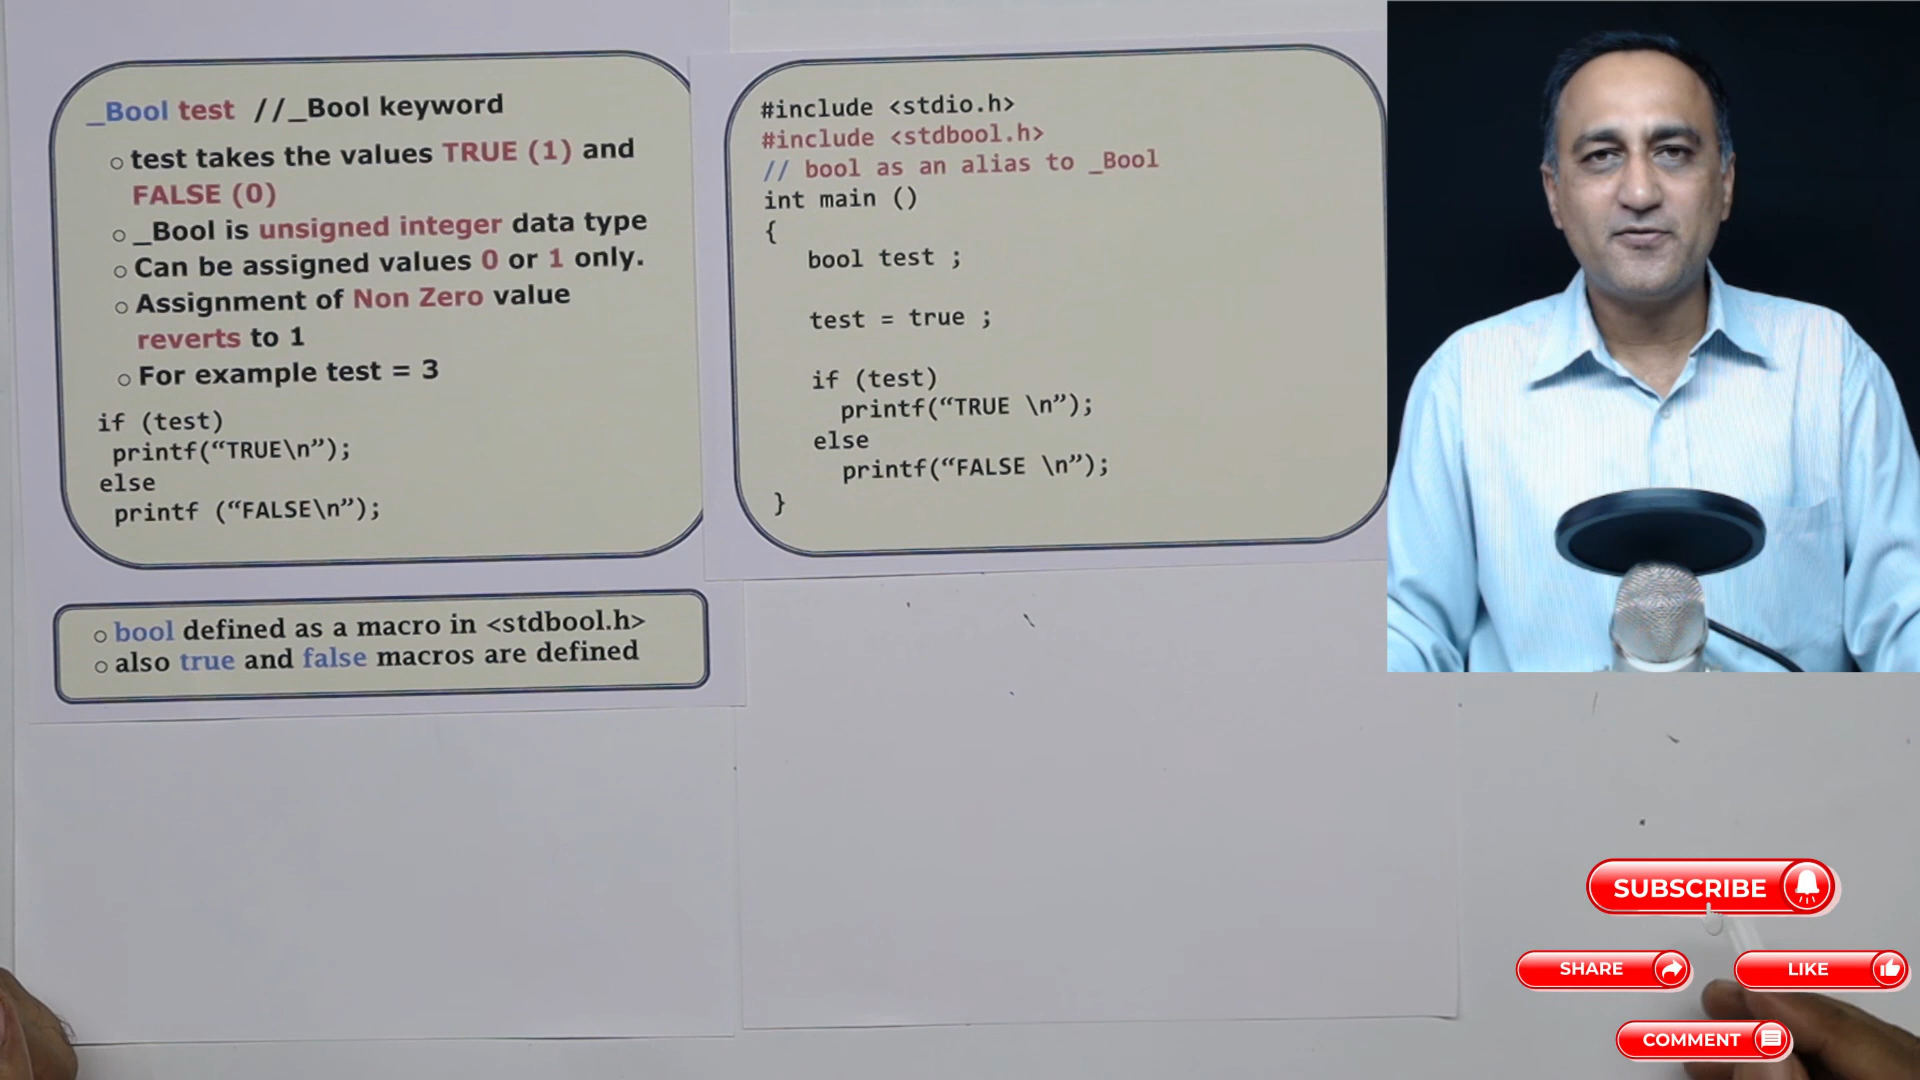 _Bool test //_Bool keyword
○ test takes the values TRUE (1) and
FALSE (0)
○ _Bool is unsigned integer data type
○ Can be assigned values 0 or 1 only.
○ Assignment of Non Zero value
reverts to 1
○ For example test = 3
if (test)
printf(“TRUE\n”);
else
printf (“FALSE\n”);
○ bool defined as a macro in <stdbool.h>
○ also true and false macros are defined
#include <stdio.h>
#include <stdbool.h>
// bool as an alias to _Bool
int main ()
{
bool test ;
test = true ;
if (test)
printf(“TRUE \n”);
else
printf(“FALSE \n”);
}
SUBSCRIBE
SHARE
LIKE
COMMENT